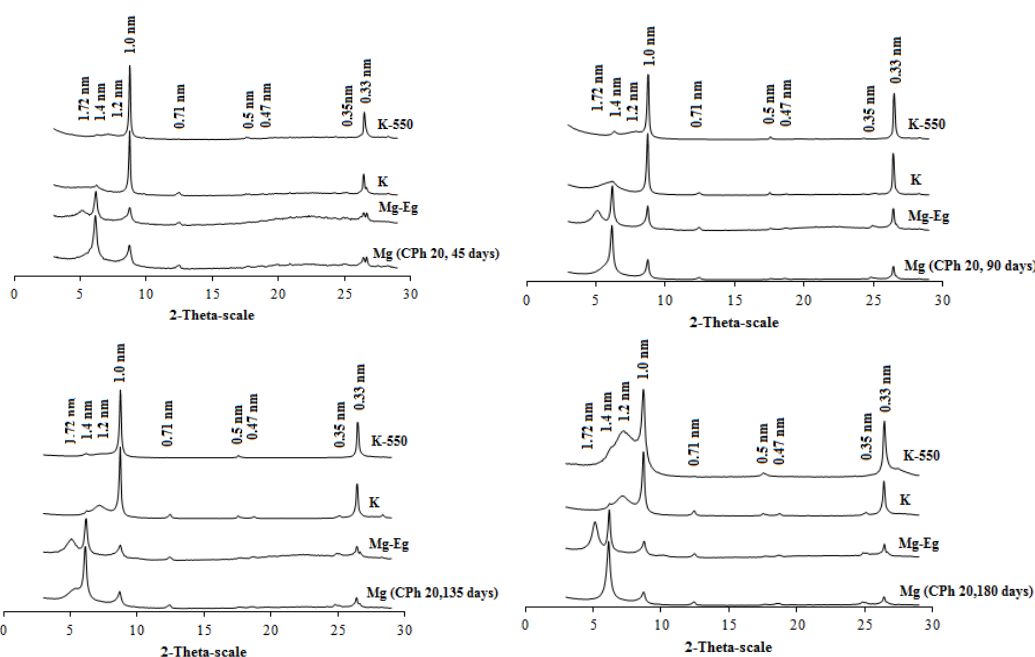 1.72 nm
1.4 nm
1.2 nm
1.0 nm
0.71 nm
0.5 nm
0.47 nm
0.35nm
0.33 nm
K-550
K
Mg-Eg
Mg (CPh 20, 45 days)
0 5 10 15 20 25 30
2-Theta-scale
1.72 nm
1.4 nm
1.2 nm
1.0 nm
0.71 nm
0.5 nm
0.47 nm
0.35 nm
0.33 nm
K-550
K
Mg-Eg
Mg (CPh 20, 90 days)
0 5 10 15 20 25 30
2-Theta-scale
1.72 nm
1.4 nm
1.2 nm
1.0 nm
0.71 nm
0.5 nm
0.47 nm
0.35 nm
0.33 nm
K-550
K
Mg-Eg
Mg (CPh 20,135 days)
0 5 10 15 20 25 30
2-Theta-scale
1.72 nm
1.4 nm
1.2 nm
1.0 nm
0.71 nm
0.5 nm
0.47 nm
0.35 nm
0.33 nm
K-550
K
Mg-Eg
Mg (CPh 20,180 days)
0 5 10 15 20 25 30
2-Theta-scale